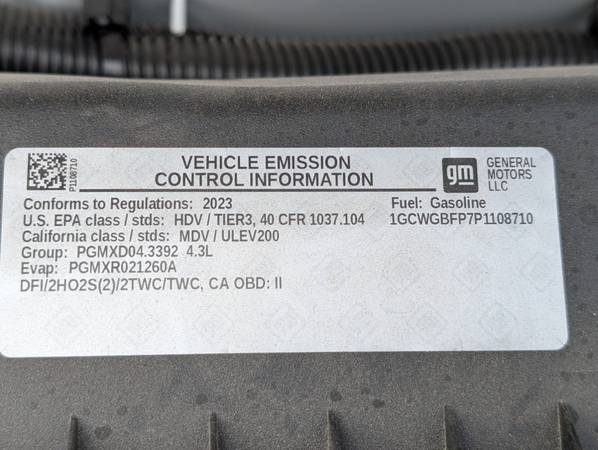 P1108710
VEHICLE EMISSION
CONTROL INFORMATION
gm
GENERAL
MOTORS
LLC
Conforms to Regulations: 2023
Fuel: Gasoline
U.S. EPA class / stds: HDV / TIER3, 40 CFR 1037.104
1GCWGBFP7P1108710
California class / stds: MDV / ULEV200
Group: PGMXD04.3392 4.3L
Evap: PGMXR021260A
DFI/2HO2S(2)/2TWC/TWC, CA OBD: II